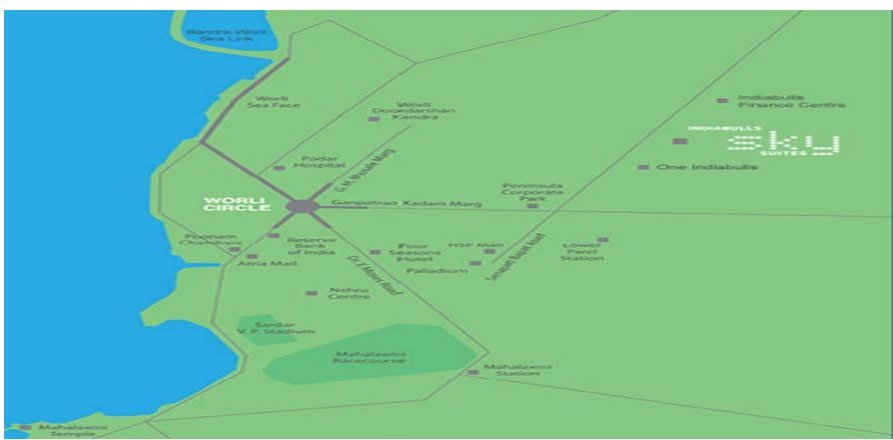 Bandra-Worli
Sea Link
Worli
Sea Face
Worli
Doordarshan
Kendra
Indiabulls
Finance Centre
INDIABULLS
sky
SUITES
One Indiabulls
Podar
Hospital
G.M. Bhosale Marg
WORLI
CIRCLE
Ganpatrao Kadam Marg
Peninsula
Corporate
Park
Poonam
Chambers
Reserve
Bank
of India
Atria Mall
Four
Seasons
Hotel
HSP Mall
Palladium
Senapati Bapat Road
Lower
Parel
Station
Dr. E Moses Road
Nehru
Centre
Sardar
V. P. Stadium
Mahalaxmi
Racecourse
Mahalaxmi
Station
Mahalaxmi
Temple